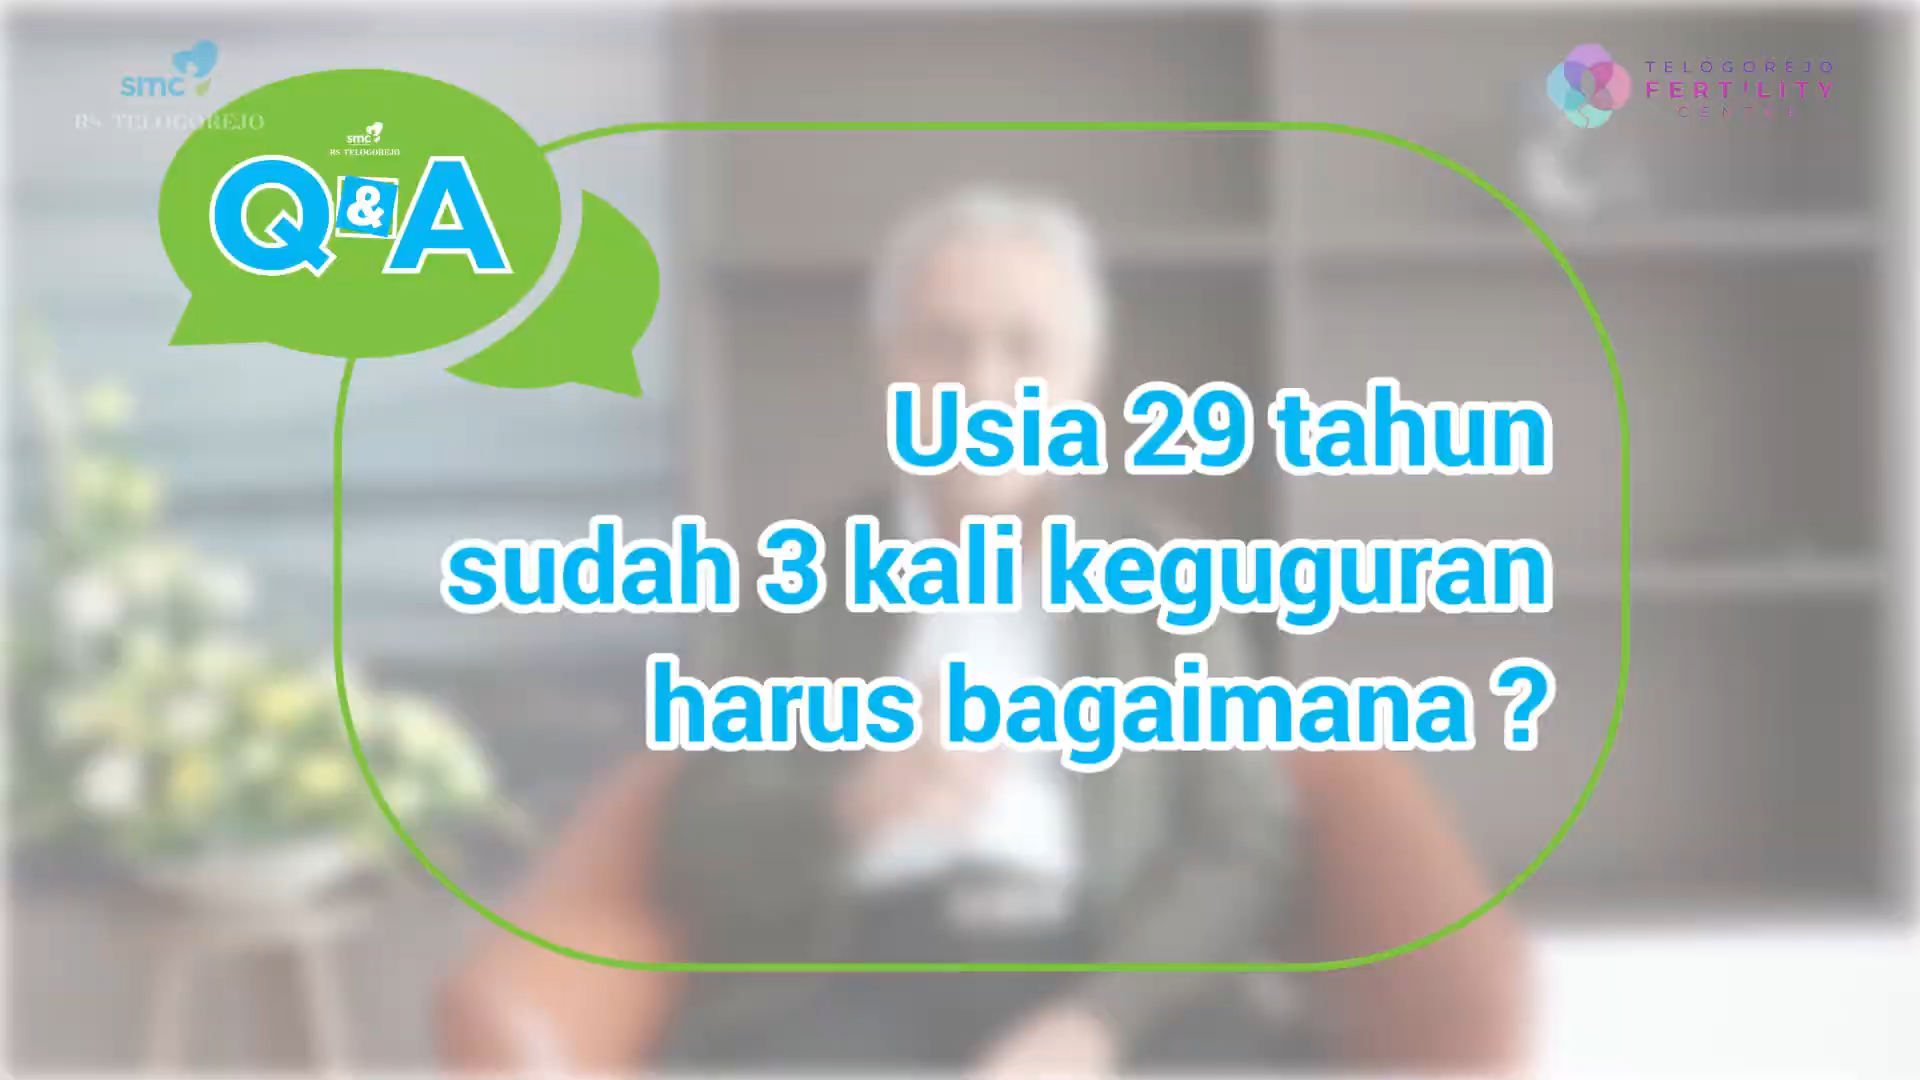 smc
RS TELOGOREJO
TELOGOREJO
FERTILITY
CENTRE
smc
RS TELOGOREJO
Q&A
Usia 29 tahun
sudah 3 kali keguguran
harus bagaimana ?